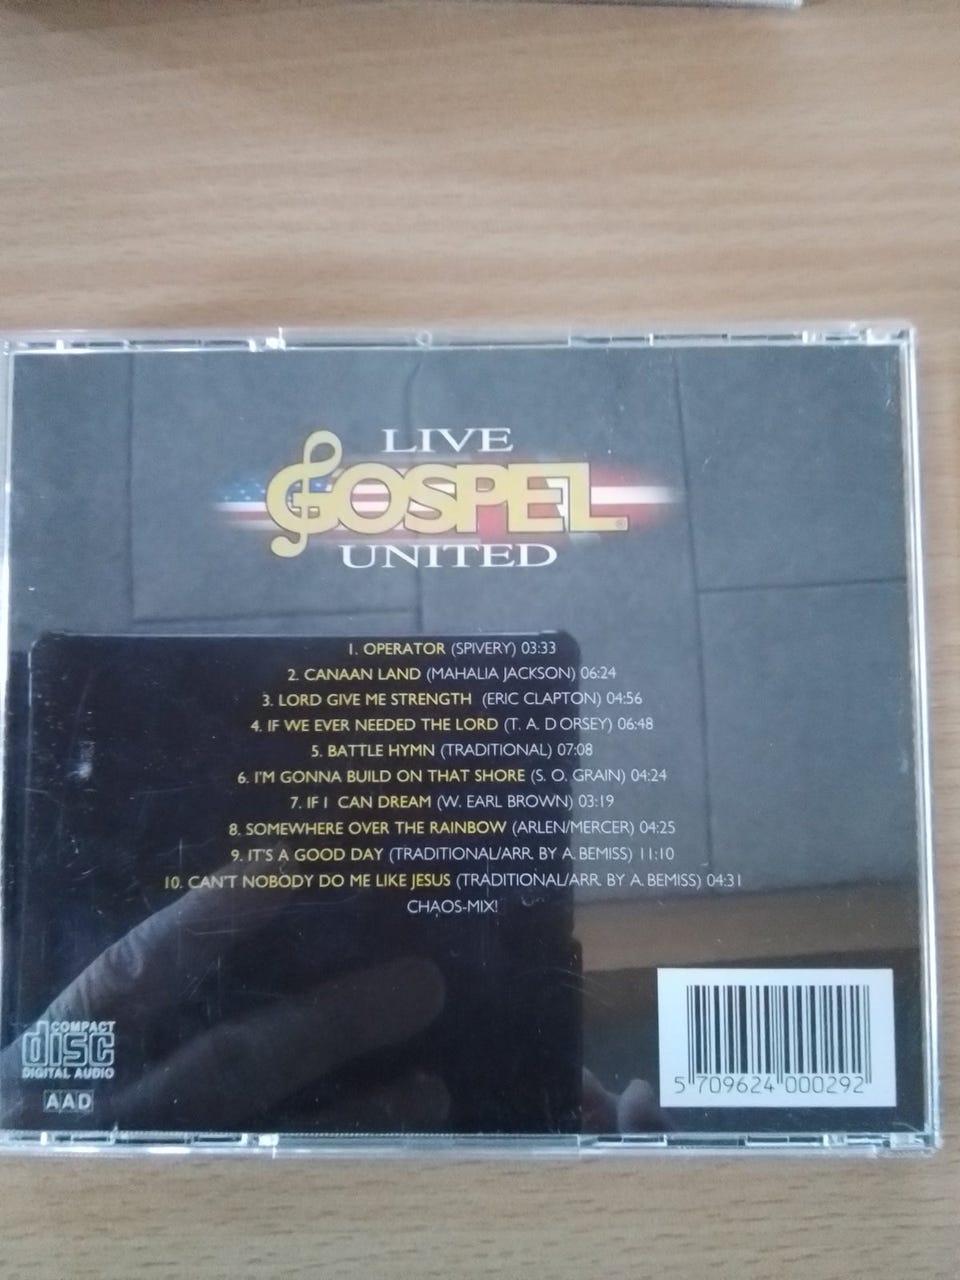 LIVE
GOSPEL®
UNITED
1. OPERATOR (SPIVERY) 03:33
2. CANAAN LAND (MAHALIA JACKSON) 06:24
3. LORD GIVE ME STRENGTH (ERIC CLAPTON) 04:56
4. IF WE EVER NEEDED THE LORD (T. A. D ORSEY) 06:48
5. BATTLE HYMN (TRADITIONAL) 07:08
6. I'M GONNA BUILD ON THAT SHORE (S. O. GRAIN) 04:24
7. IF I CAN DREAM (W. EARL BROWN) 03:19
8. SOMEWHERE OVER THE RAINBOW (ARLEN/MERCER) 04:25
9. IT'S A GOOD DAY (TRADITIONAL/ARR. BY A. BEMISS) 11:10
10. CAN'T NOBODY DO ME LIKE JESUS (TRADITIONAL/ARR. BY A. BEMISS) 04:31
CHAOS-MIX!
COMPACT
disc
DIGITAL AUDIO
AAD
5 709624 000292